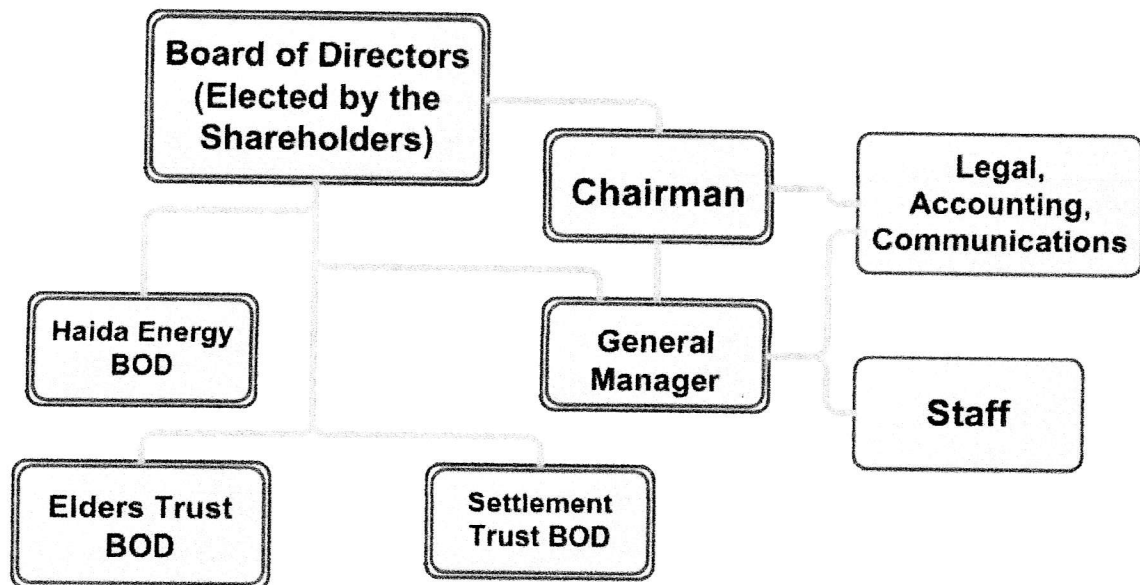 Board of Directors
(Elected by the
Shareholders)
Chairman
Legal,
Accounting,
Communications
Haida Energy
BOD
General
Manager
Staff
Elders Trust
BOD
Settlement
Trust BOD